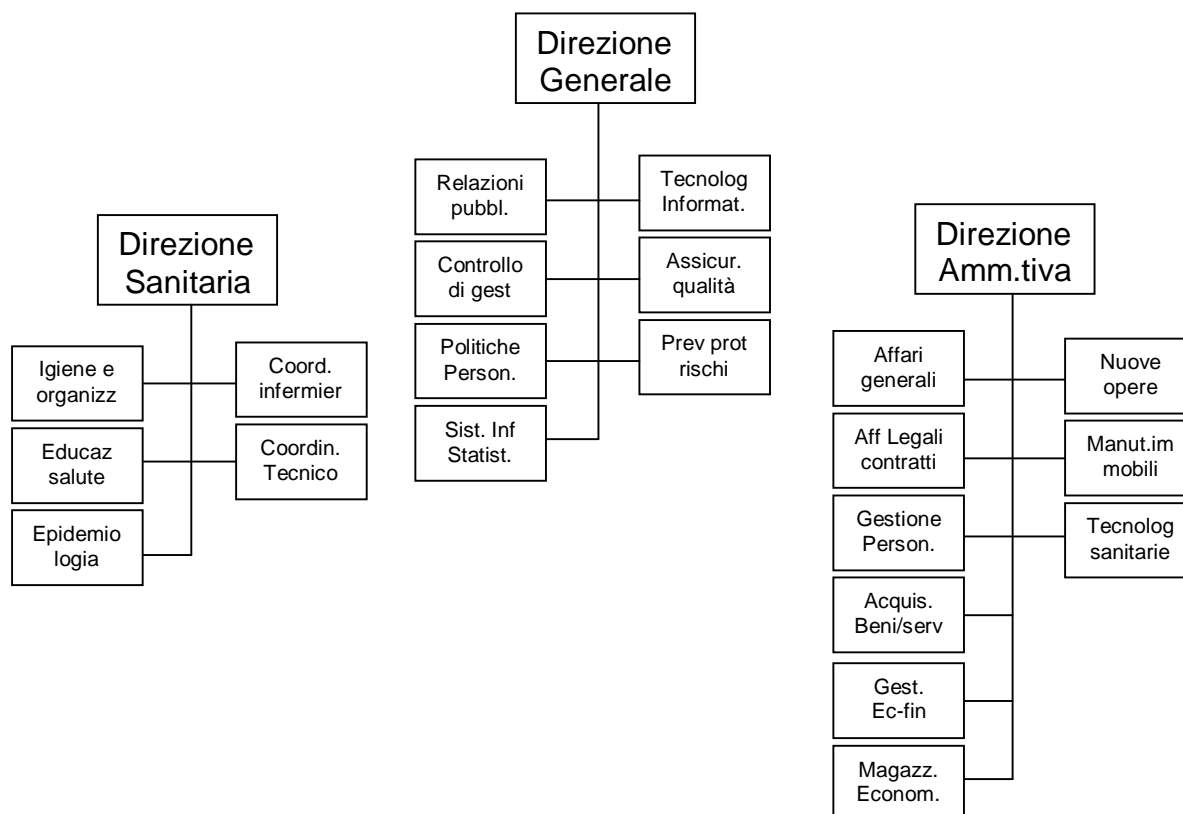 Direzione
Generale
Relazioni
pubbl.
Tecnolog
Informat.
Controllo
di gest
Assicur.
qualità
Politiche
Person.
Prev prot
rischi
Sist. Inf
Statist.
Direzione
Sanitaria
Igiene e
organizz
Coord.
infermier
Educaz
salute
Coordin.
Tecnico
Epidemio
logia
Direzione
Amm.tiva
Affari
generali
Nuove
opere
Aff Legali
contratti
Manut.im
mobili
Gestione
Person.
Tecnolog
sanitarie
Acquis.
Beni/serv
Gest.
Ec-fin
Magazz.
Econom.